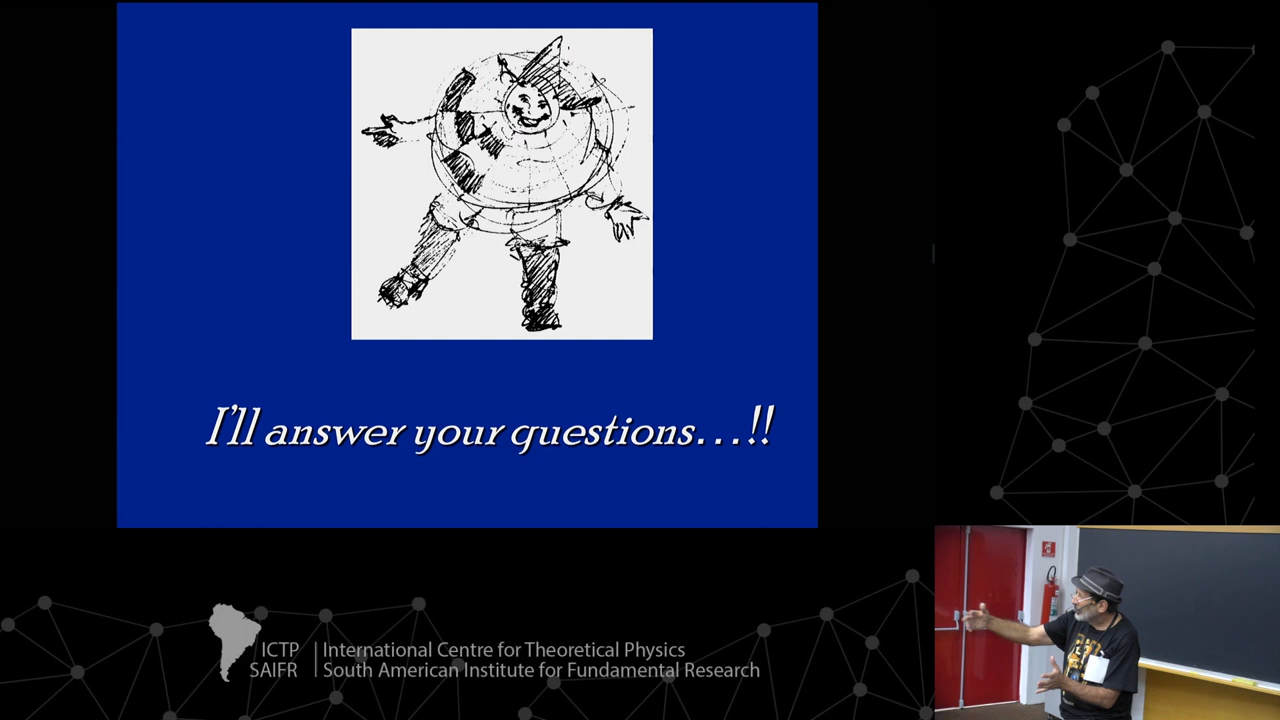 I'll answer your questions...!!
ICTP
SAIFR
International Centre for Theoretical Physics
South American Institute for Fundamental Research